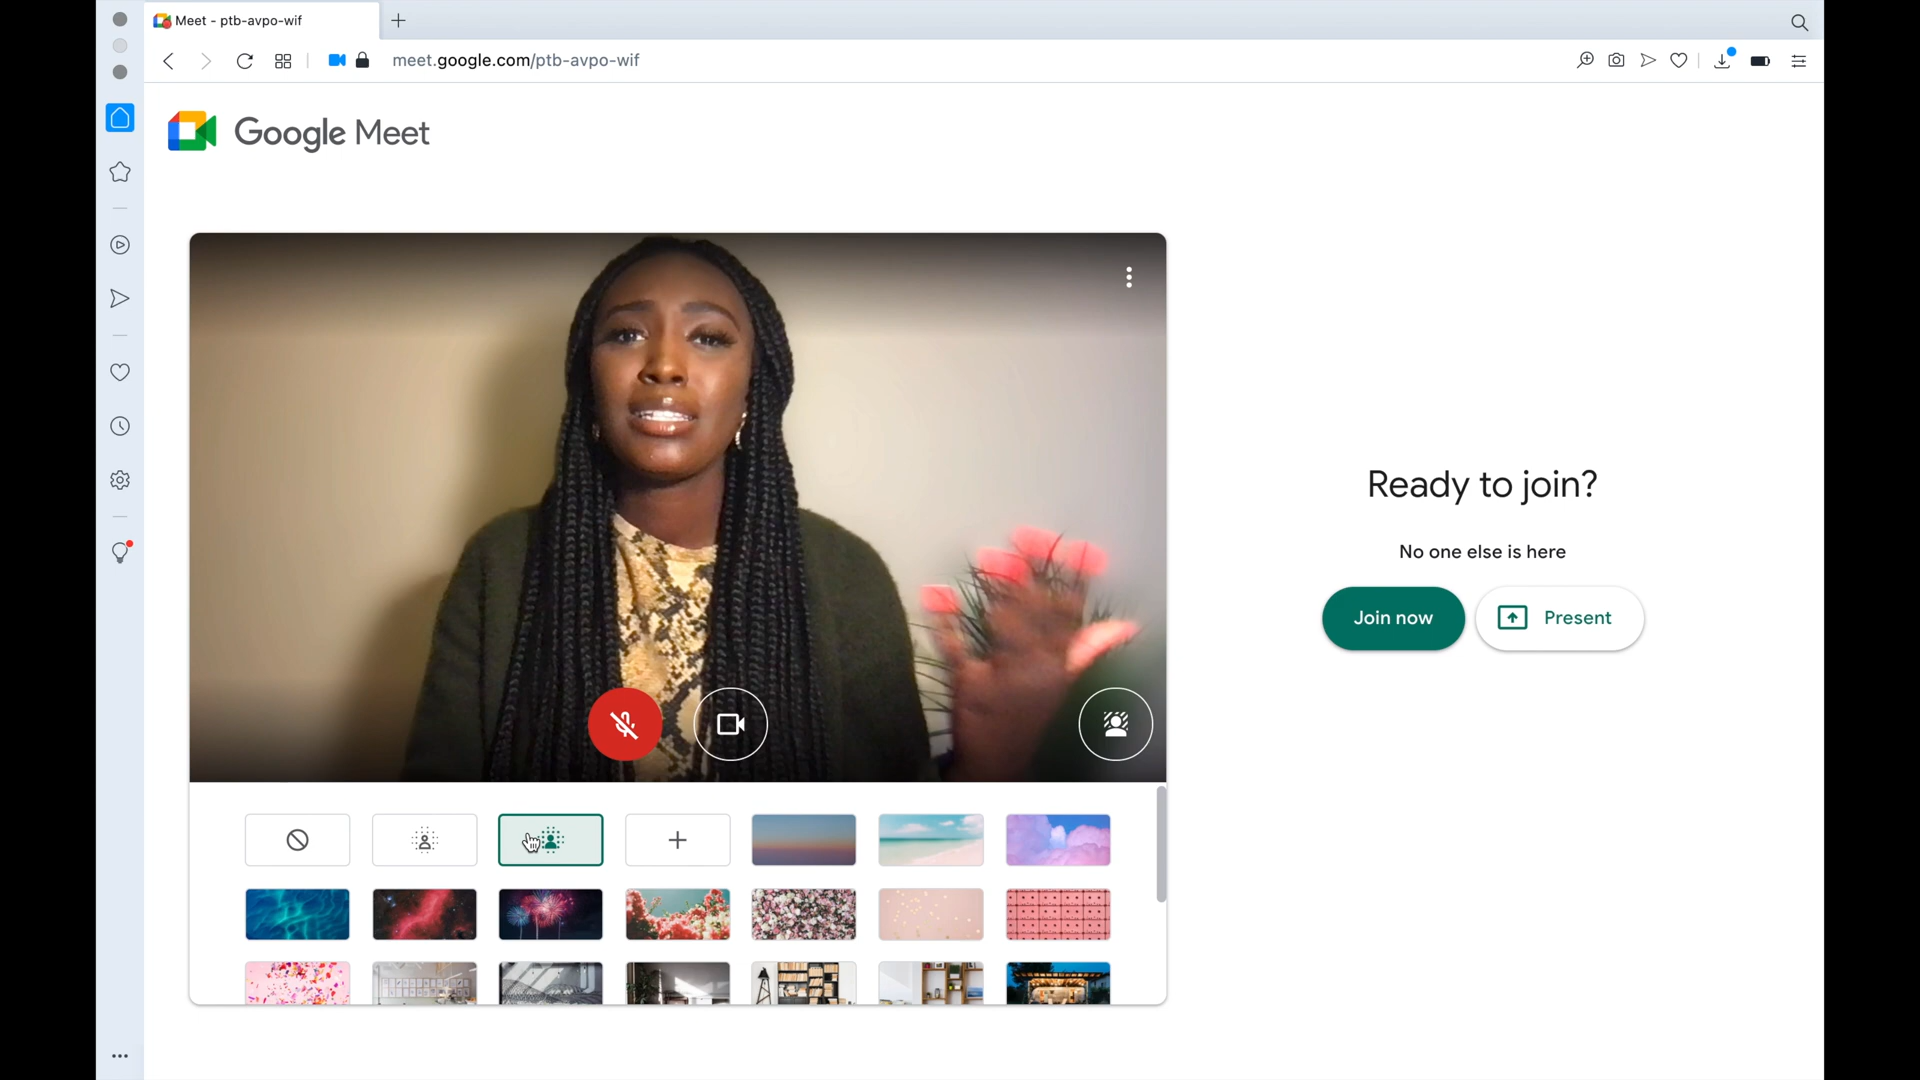 Meet - ptb-avpo-wif
meet.google.com/ptb-avpo-wif
Google Meet
Ready to join?
No one else is here
Join now
Present